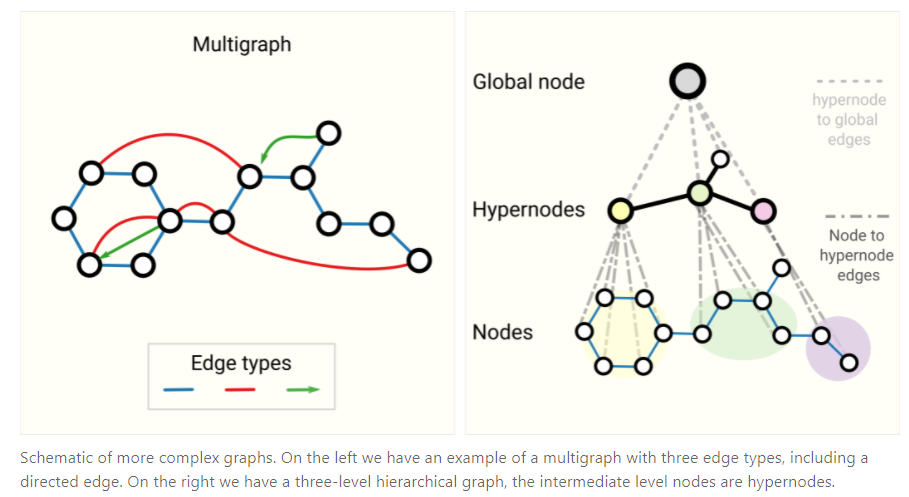 Multigraph
Edge types
Global node
hypernode
to global
edges
Hypernodes
Node to
hypernode
edges
Nodes
Schematic of more complex graphs. On the left we have an example of a multigraph with three edge types, including a
directed edge. On the right we have a three-level hierarchical graph, the intermediate level nodes are hypernodes.